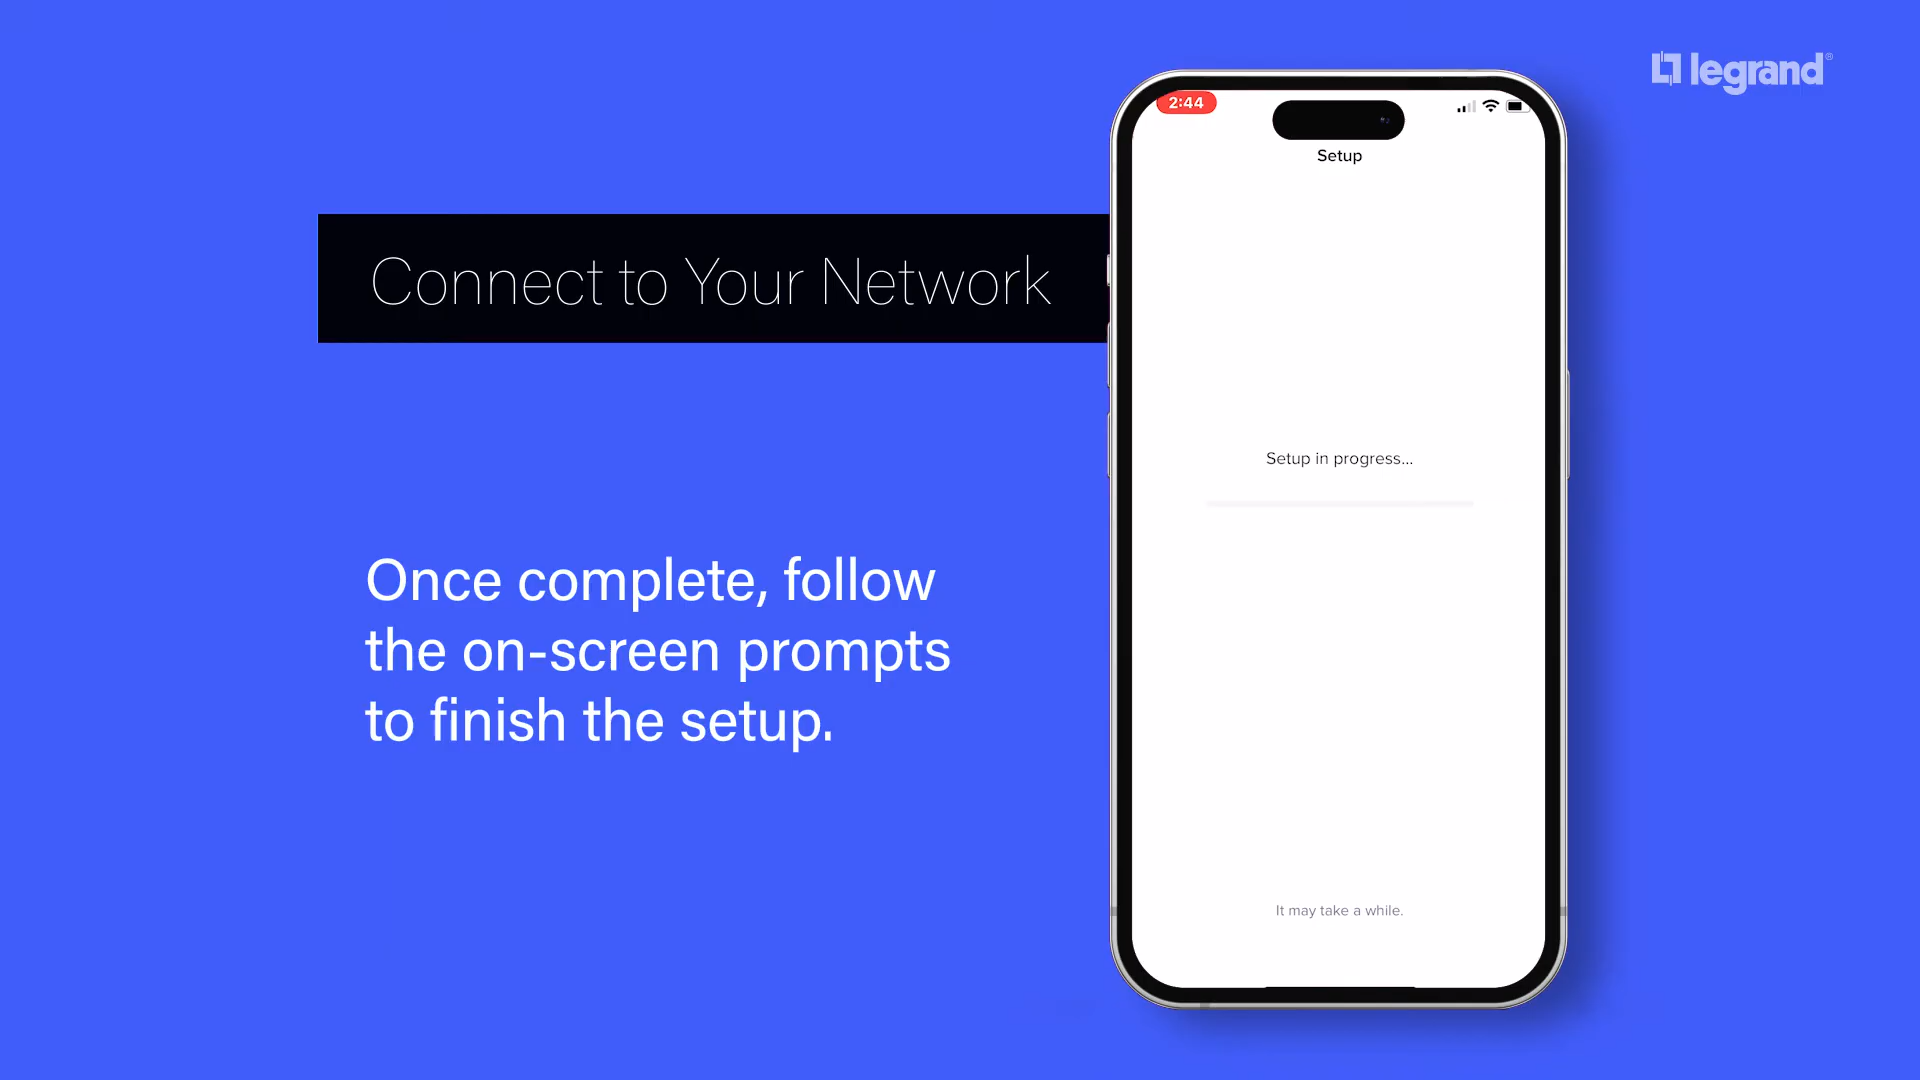 legrand®
2:44
Setup
Connect to Your Network
Setup in progress...
Once complete, follow
the on-screen prompts
to finish the setup.
It may take a while.